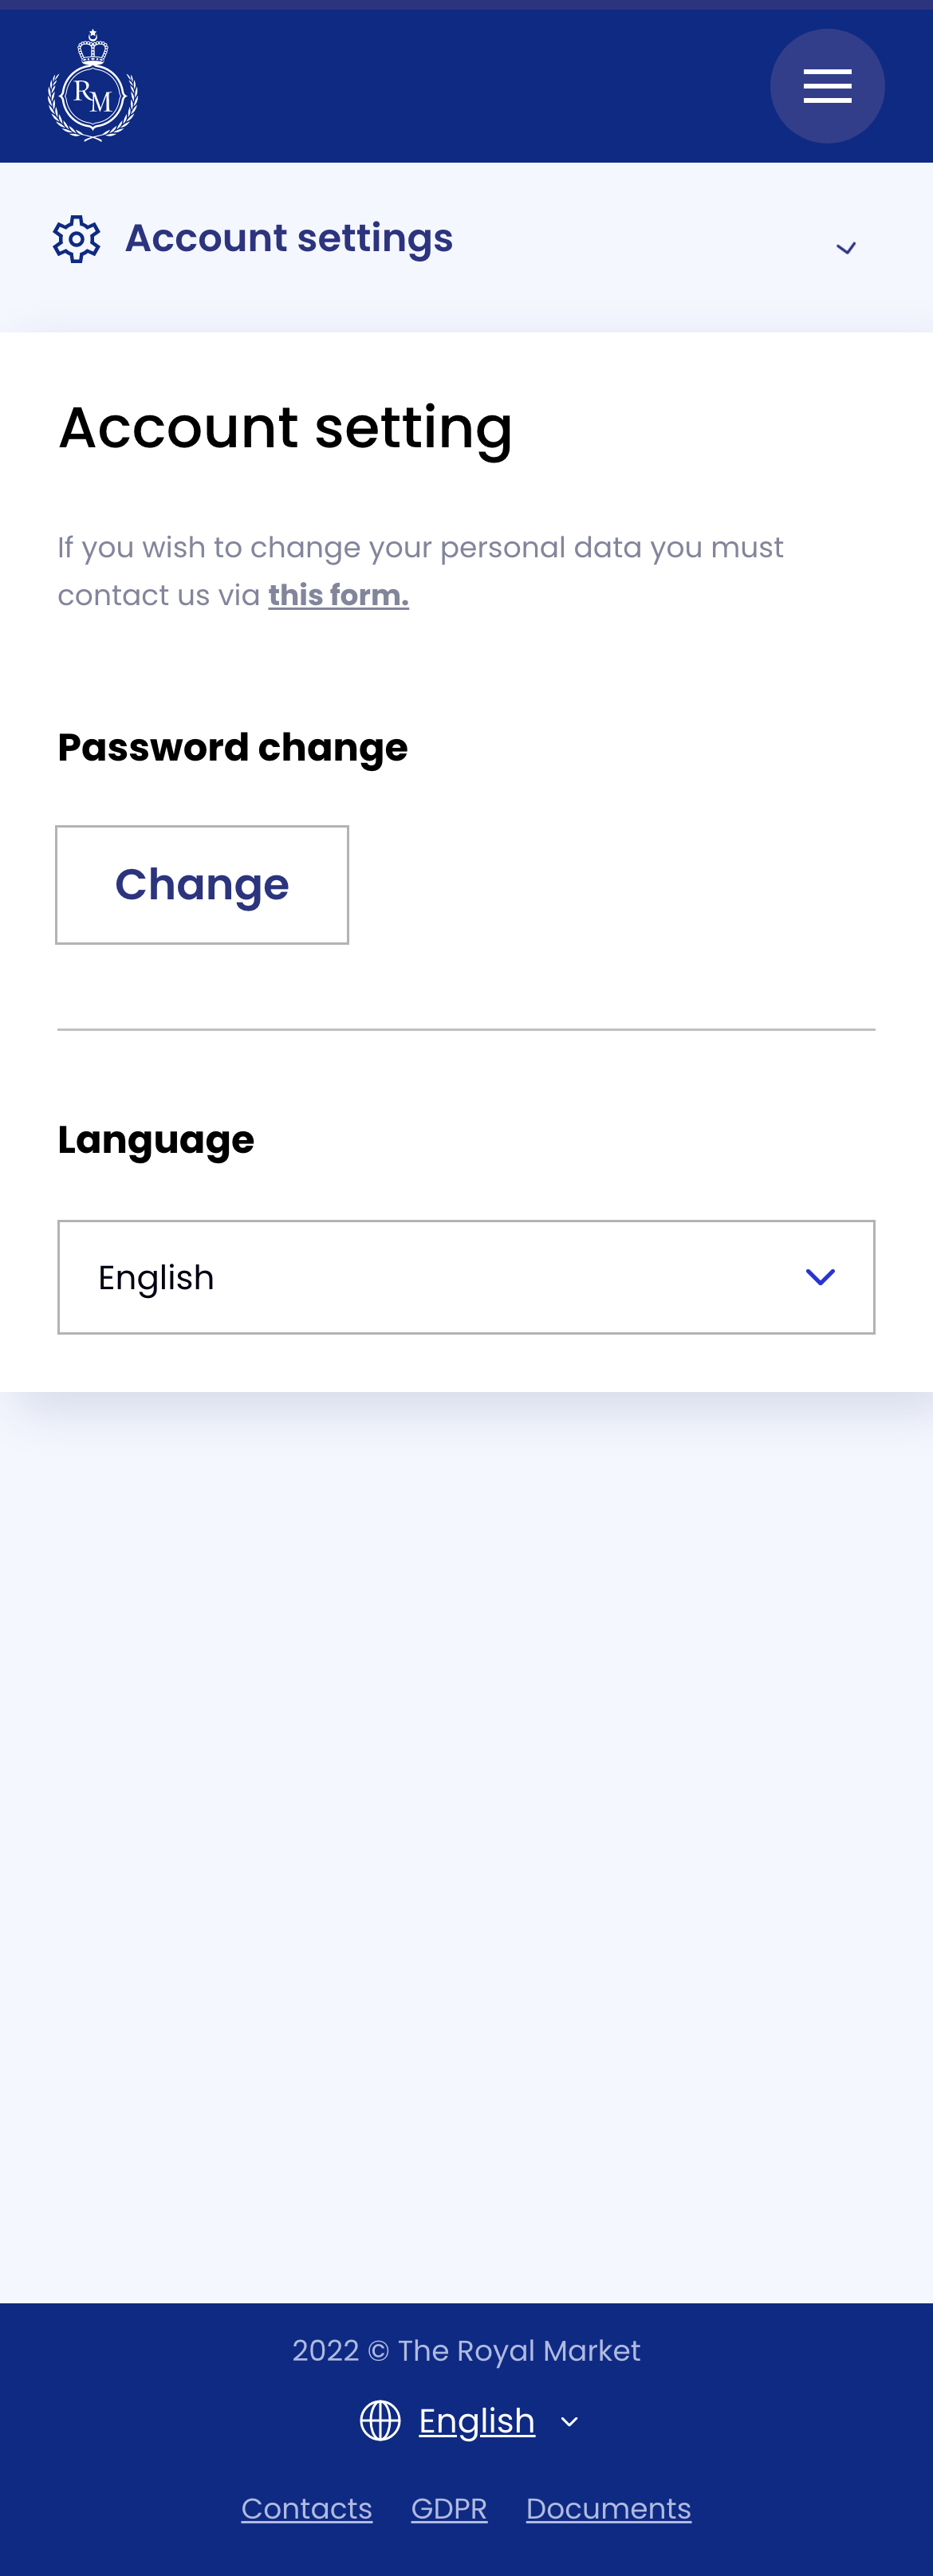 RM
Account settings
Account setting
If you wish to change your personal data you must
contact us via this form.
Password change
Change
Language
English
2022 © The Royal Market
English
Contacts GDPR Documents